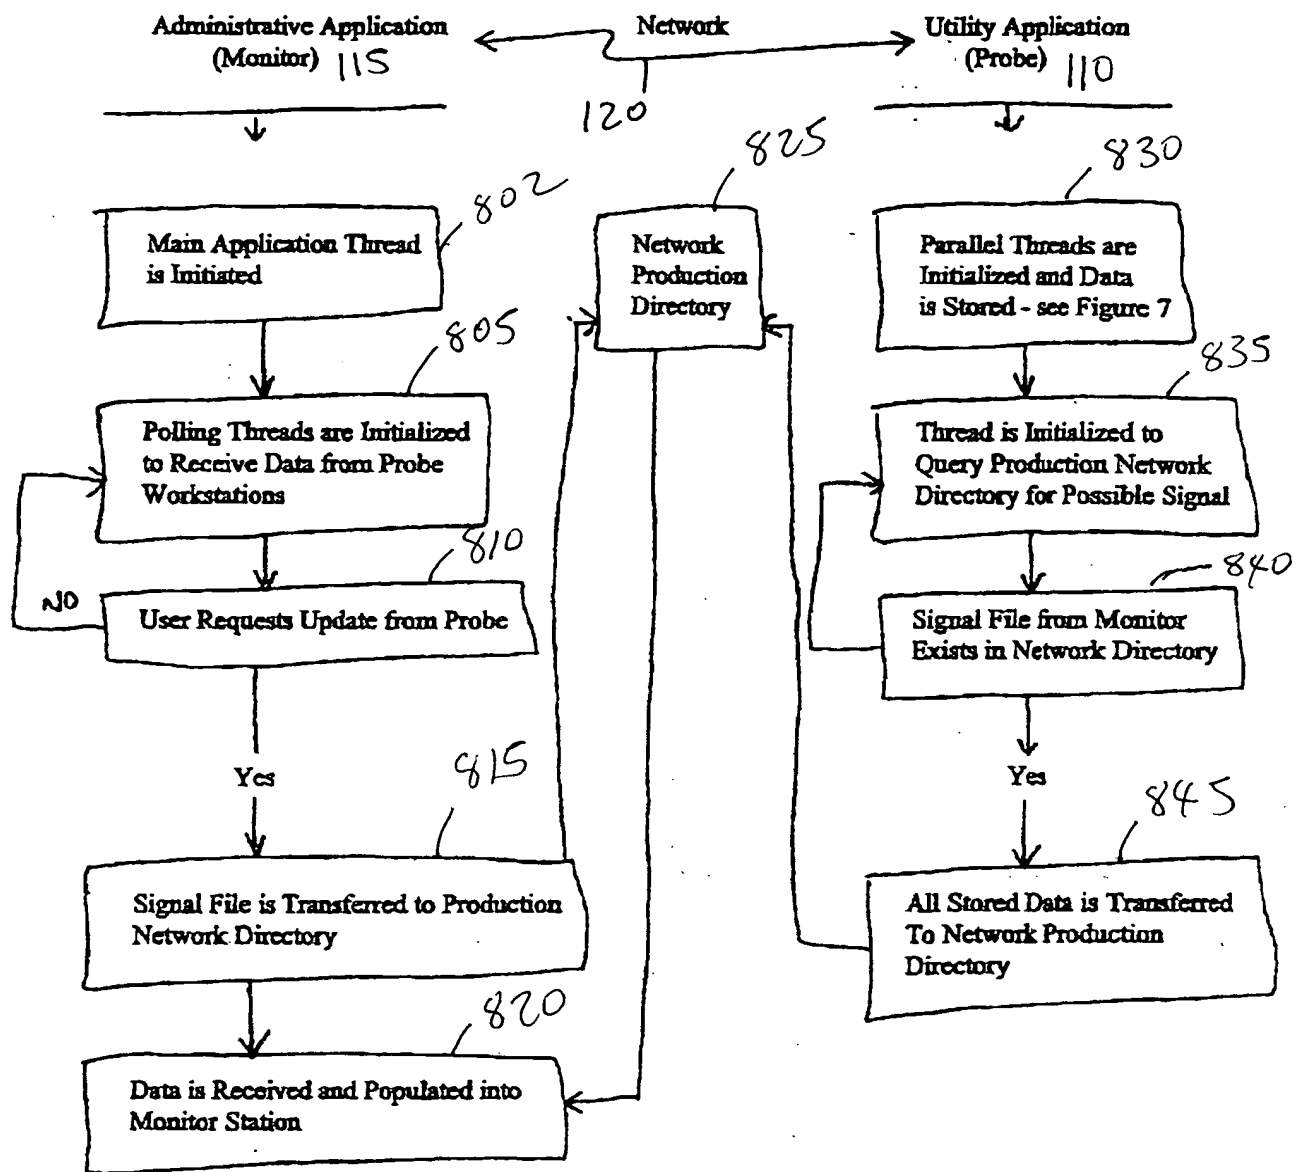 Administrative Application
(Monitor) 115
Network
120
Utility Application
(Probe) 110
802
Main Application Thread
is Initiated
805
Polling Threads are Initialized
to Receive Data from Probe
Workstations
810
NO
User Requests Update from Probe
Yes
815
Signal File is Transferred to Production
Network Directory
820
Data is Received and Populated into
Monitor Station
825
Network
Production
Directory
830
Parallel Threads are
Initialized and Data
is Stored - see Figure 7
835
Thread is Initialized to
Query Production Network
Directory for Possible Signal
840
Signal File from Monitor
Exists in Network Directory
Yes
845
All Stored Data is Transferred
To Network Production
Directory